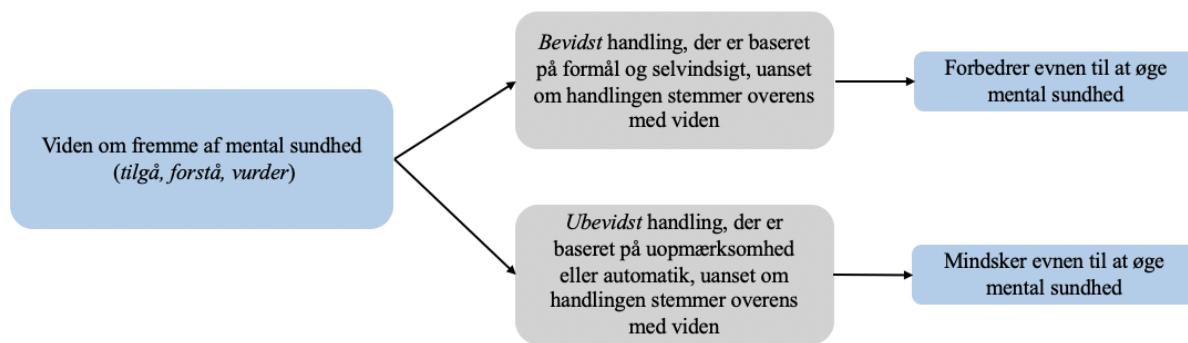 Viden om fremme af mental sundhed
(tilgå, forstå, vurder)
Bevidst handling, der er baseret
på formål og selvindsigt, uanset
om handlingen stemmer overens
med viden
Forbedrer evnen til at øge
mental sundhed
Ubevidst handling, der er
baseret på uopmærksomhed
eller automatik, uanset om
handlingen stemmer overens
med viden
Mindsker evnen til at øge
mental sundhed